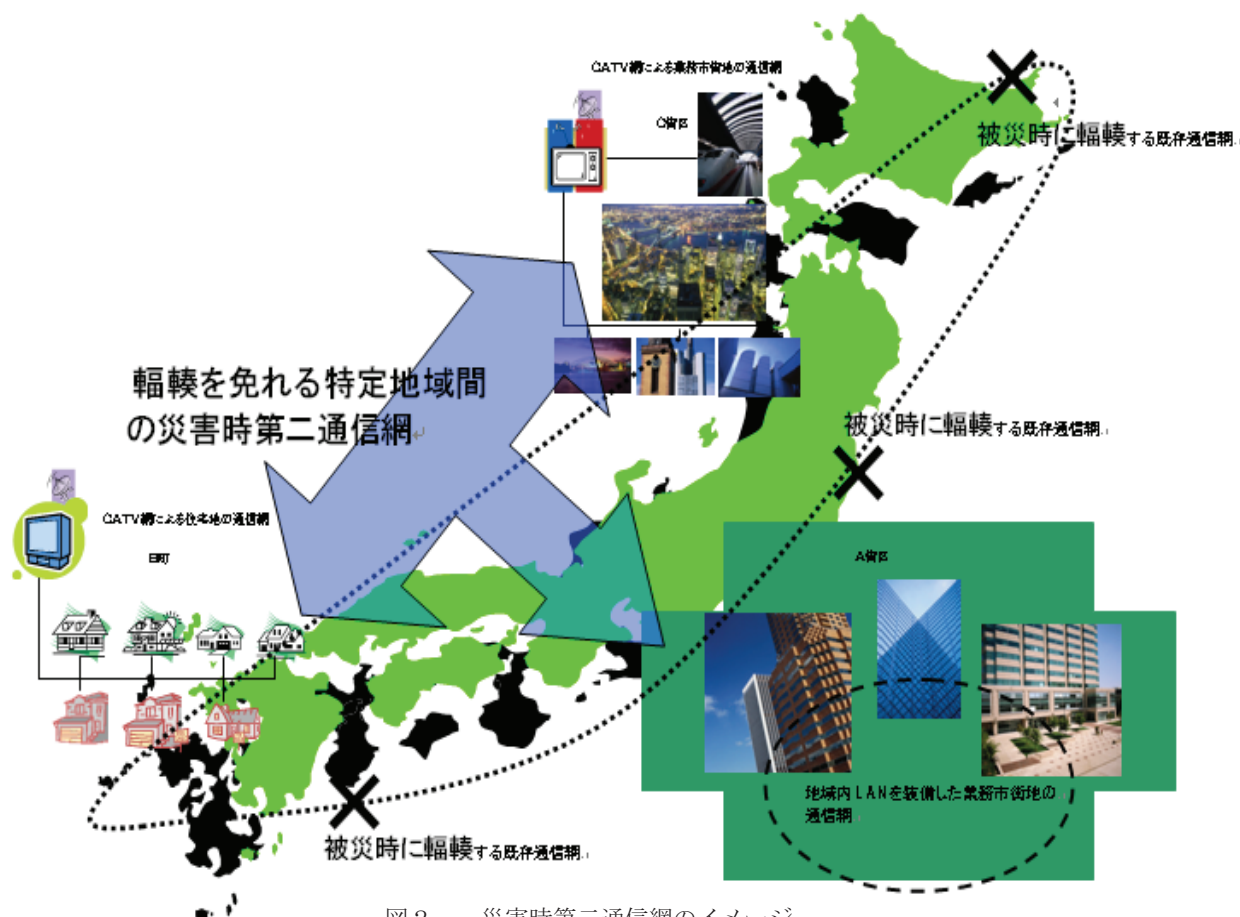 CATV網による業務市街地の通信網
C街区
被災時に輻輳する既存通信網
輻輳を免れる特定地域間
の災害時第二通信網
被災時に輻輳する既存通信網
CATV網による住宅地の通信網
B町
A街区
地域内LANを装備した業務市街地の
通信網
被災時に輻輳する既存通信網
図2 災害時第二通信網のイメージ